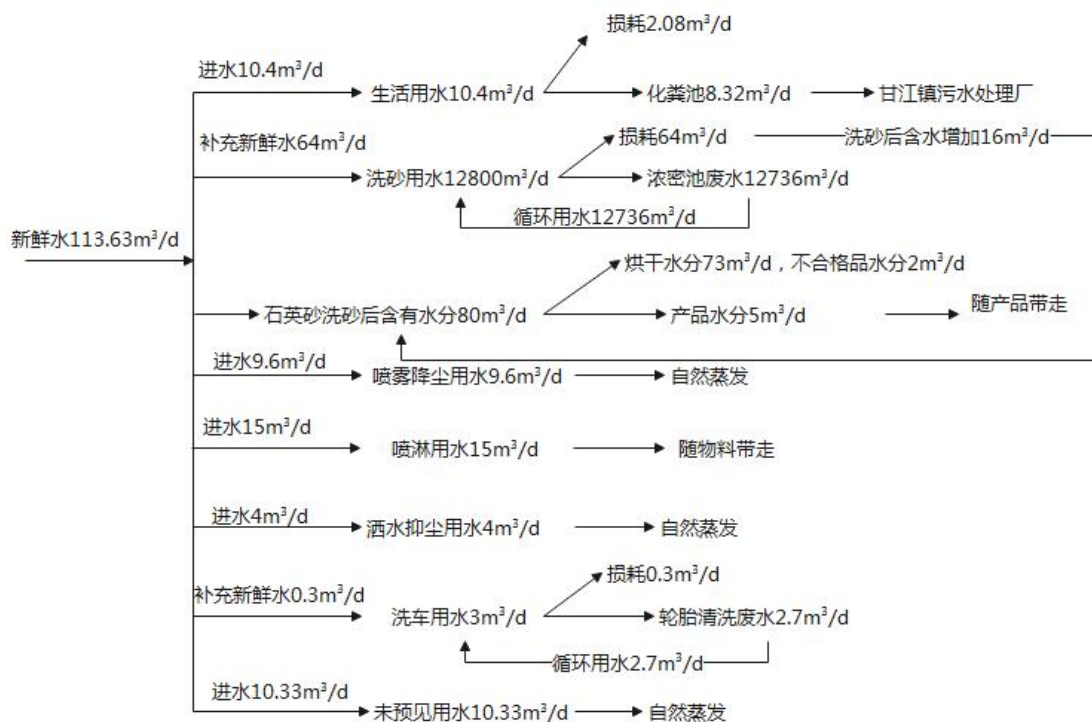 损耗2.08m³/d
进水10.4m³/d
生活用水10.4m³/d
化粪池8.32m³/d
甘江镇污水处理厂
补充新鲜水64m³/d
损耗64m³/d
洗砂后含水增加16m³/d
洗砂用水12800m³/d
浓密池废水12736m³/d
循环用水12736m³/d
新鲜水113.63m³/d
烘干水分73m³/d，不合格品水分2m³/d
石英砂洗砂后含有水分80m³/d
产品水分5m³/d
随产品带走
进水9.6m³/d
喷雾降尘用水9.6m³/d
自然蒸发
进水15m³/d
喷淋用水15m³/d
随物料带走
进水4m³/d
洒水抑尘用水4m³/d
自然蒸发
损耗0.3m³/d
补充新鲜水0.3m³/d
洗车用水3m³/d
轮胎清洗废水2.7m³/d
循环用水2.7m³/d
进水10.33m³/d
未预见用水10.33m³/d
自然蒸发